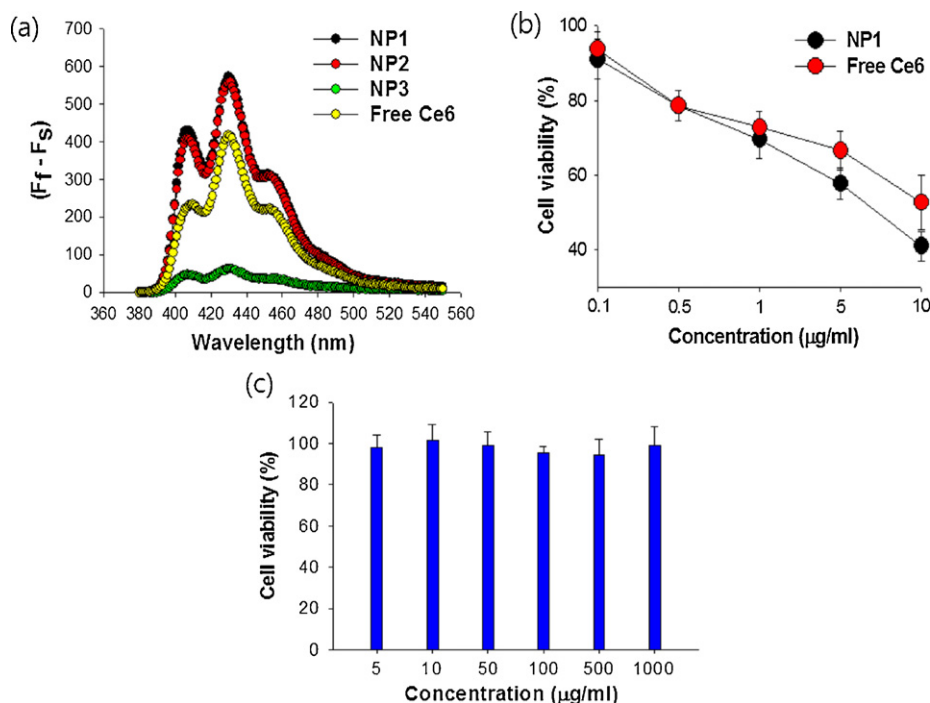 (a)
700
600
500
400
300
200
100
0
(Ff - Fs)
360 380 400 420 440 460 480 500 520 540 560
Wavelength (nm)
NP1
NP2
NP3
Free Ce6
(b)
100
80
60
40
Cell viability (%)
0.1 0.5 1 5 10
Concentration (μg/ml)
NP1
Free Ce6
(c)
120
100
80
60
40
20
0
Cell viability (%)
5 10 50 100 500 1000
Concentration (μg/ml)